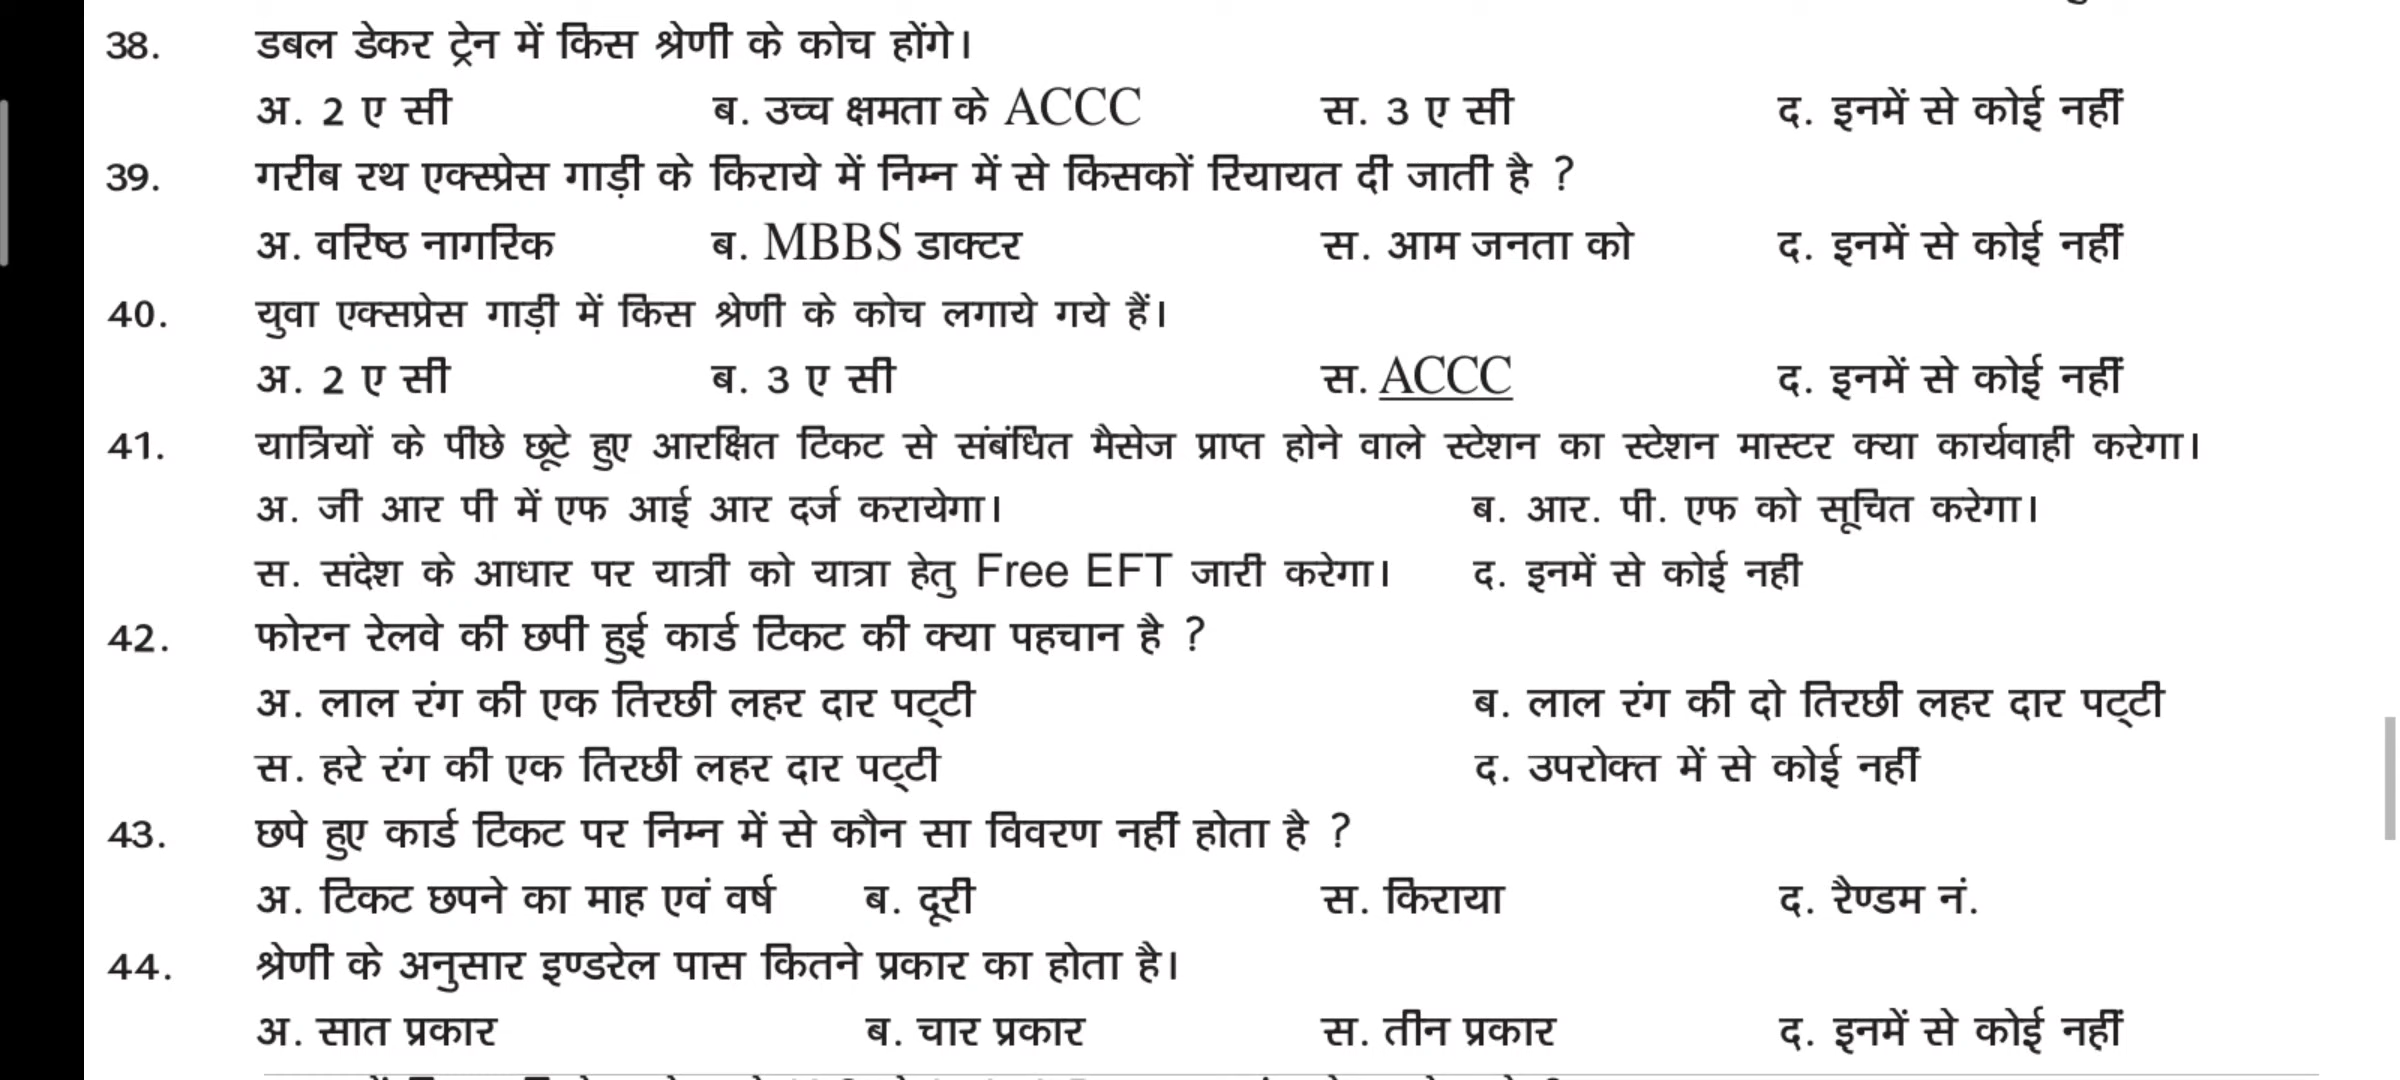 38. डबल डेकर ट्रेन में किस श्रेणी के कोच होंगे।
अ. 2 ए सी ब. उच्च क्षमता के ACCC स. 3 ए सी द. इनमें से कोई नहीं
39. गरीब रथ एक्स्प्रेस गाड़ी के किराये में निम्न में से किसकों रियायत दी जाती है ?
अ. वरिष्ठ नागरिक ब. MBBS डाक्टर स. आम जनता को द. इनमें से कोई नहीं
40. युवा एक्सप्रेस गाड़ी में किस श्रेणी के कोच लगाये गये हैं।
अ. 2 ए सी ब. 3 ए सी स. ACCC द. इनमें से कोई नहीं
41. यात्रियों के पीछे छूटे हुए आरक्षित टिकट से संबंधित मैसेज प्राप्त होने वाले स्टेशन का स्टेशन मास्टर क्या कार्यवाही करेगा।
अ. जी आर पी में एफ आई आर दर्ज करायेगा। ब. आर. पी. एफ को सूचित करेगा।
स. संदेश के आधार पर यात्री को यात्रा हेतु Free EFT जारी करेगा। द. इनमें से कोई नही
42. फोरन रेलवे की छपी हुई कार्ड टिकट की क्या पहचान है ?
अ. लाल रंग की एक तिरछी लहर दार पट्टी ब. लाल रंग की दो तिरछी लहर दार पट्टी
स. हरे रंग की एक तिरछी लहर दार पट्टी द. उपरोक्त में से कोई नहीं
43. छपे हुए कार्ड टिकट पर निम्न में से कौन सा विवरण नहीं होता है ?
अ. टिकट छपने का माह एवं वर्ष ब. दूरी स. किराया द. रैण्डम नं.
44. श्रेणी के अनुसार इण्डरेल पास कितने प्रकार का होता है।
अ. सात प्रकार ब. चार प्रकार स. तीन प्रकार द. इनमें से कोई नहीं